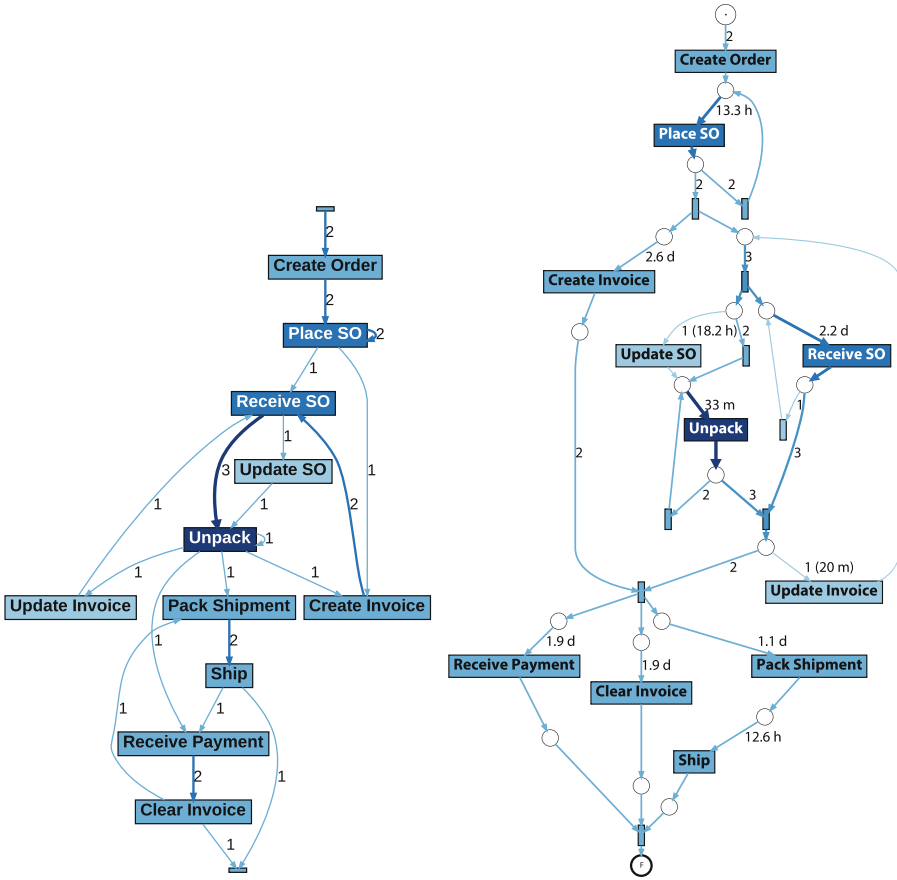 2
Create Order
2
Place SO
2
1
Receive SO
1
3
Update SO
1
2
1
1
Unpack
1
1
1
1
Update Invoice
Pack Shipment
Create Invoice
1
2
Ship
1
1
Receive Payment
2
1
Clear Invoice
1
2
Create Order
13.3 h
Place SO
2
2
2.6 d
3
Create Invoice
1 (18.2 h)
2
2.2 d
Update SO
Receive SO
33 m
1
Unpack
2
3
2
3
2
1 (20 m)
Update Invoice
1.9 d
1.9 d
1.1 d
Receive Payment
Pack Shipment
Clear Invoice
12.6 h
Ship
F